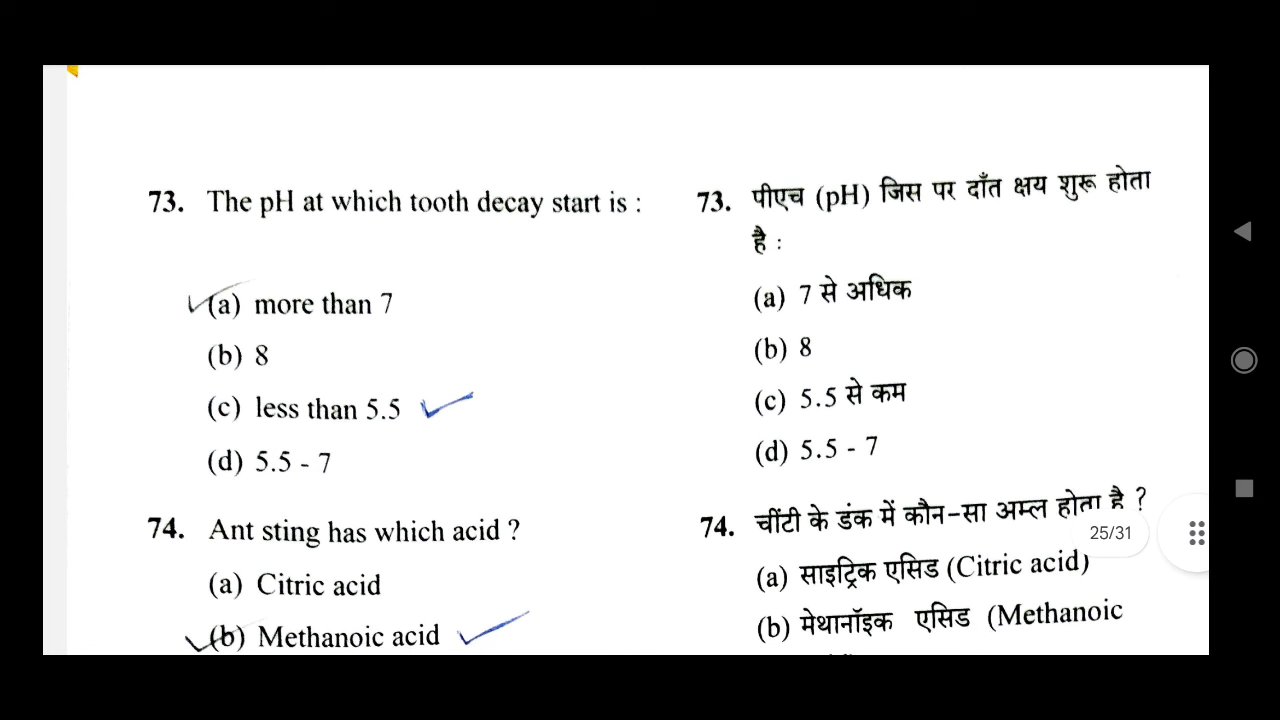 73. The pH at which tooth decay start is :
(a) more than 7
(b) 8
(c) less than 5.5
(d) 5.5 - 7
74. Ant sting has which acid ?
(a) Citric acid
(b) Methanoic acid
73. पीएच (pH) जिस पर दाँत क्षय शुरू होता
है :
(a) 7 से अधिक
(b) 8
(c) 5.5 से कम
(d) 5.5 - 7
74. चींटी के डंक में कौन-सा अम्ल होता है ?
(a) साइट्रिक एसिड (Citric acid)
(b) मेथानॉइक एसिड (Methanoic
25/31